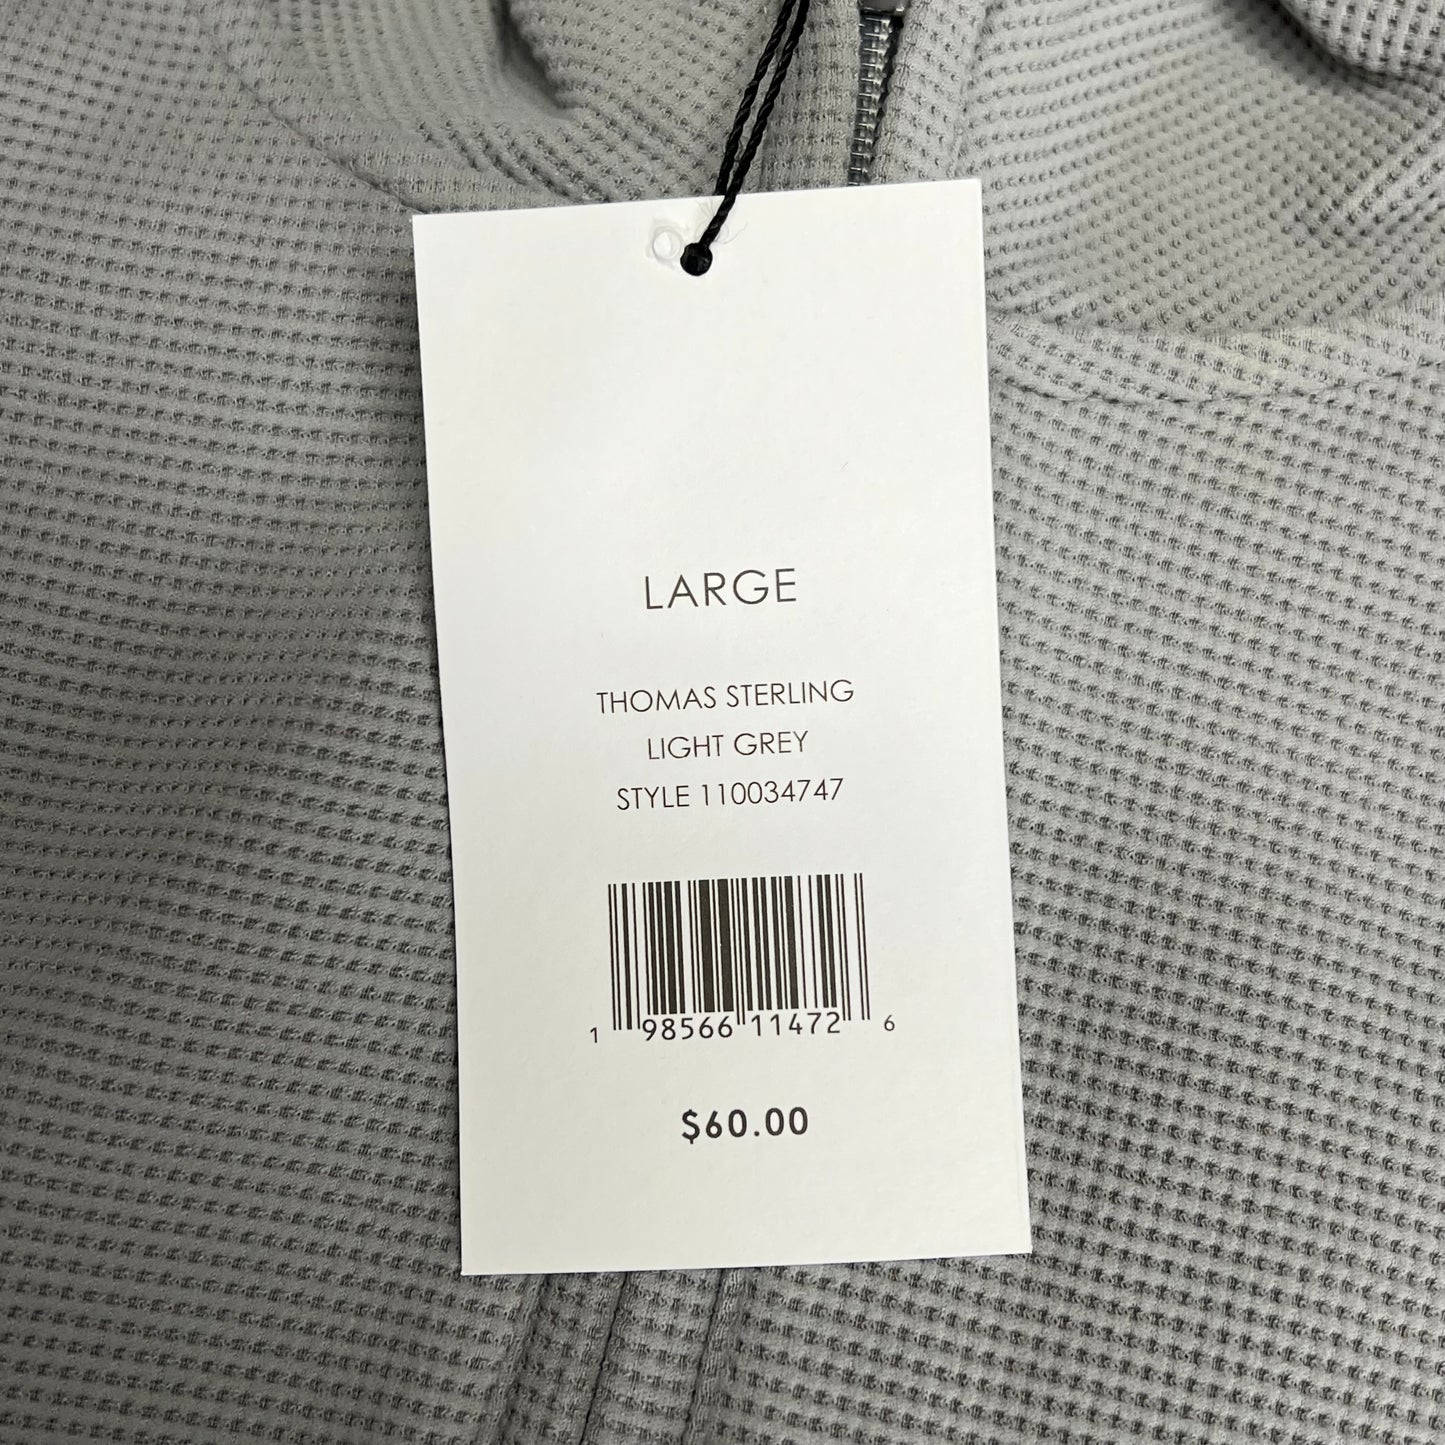 LARGE
THOMAS STERLING
LIGHT GREY
STYLE 110034747
1 98566 11472 6
$60.00